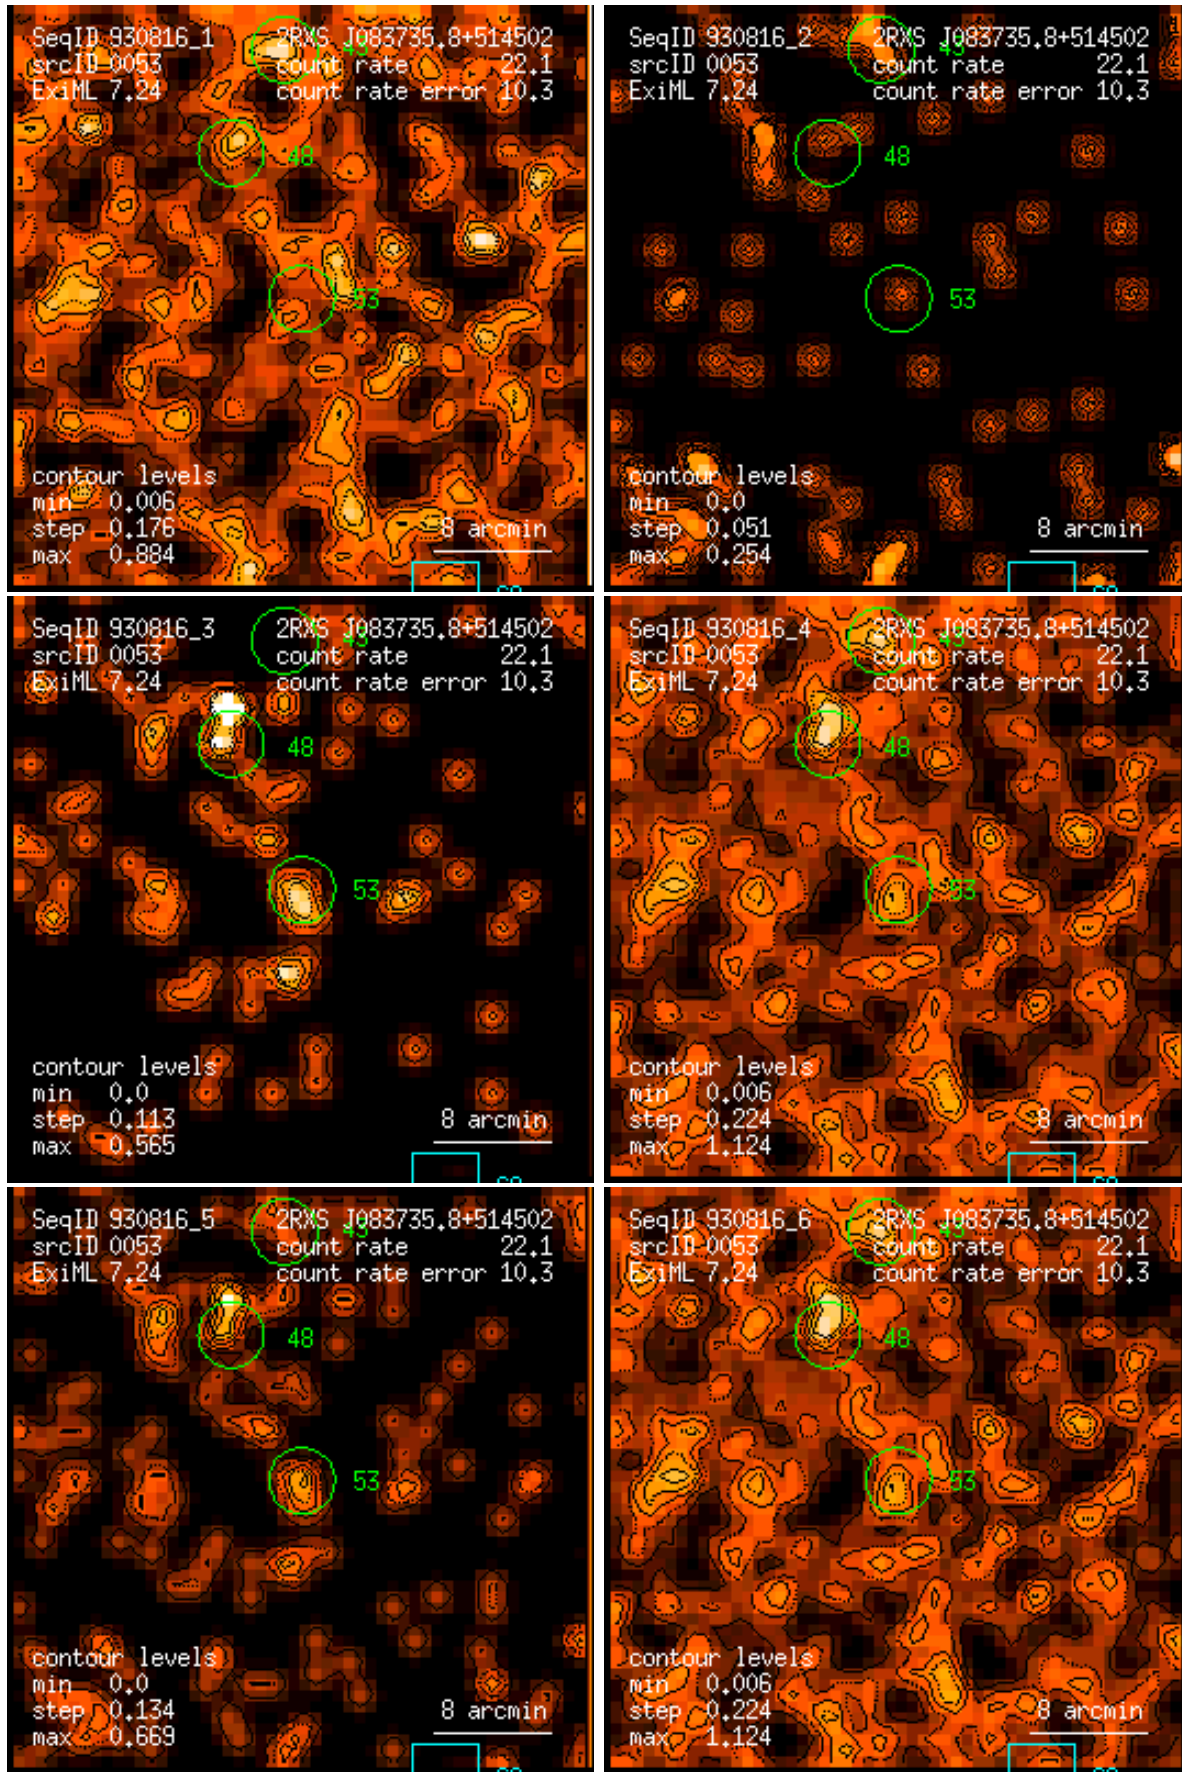 SeqID 930816_1 2RXS J083735.8+514502
43
srcID 0053 count rate 22.1
ExiML 7.24 count rate error 10.3
48
53
contour levels
min 0.006
step 0.176
max 0.884
8 arcmin
SeqID 930816_2 2RXS J083735.8+514502
43
srcID 0053 count rate 22.1
ExiML 7.24 count rate error 10.3
48
53
contour levels
min 0.0
step 0.051
max 0.254
8 arcmin
SeqID 930816_3 2RXS J083735.8+514502
43
srcID 0053 count rate 22.1
ExiML 7.24 count rate error 10.3
48
53
contour levels
min 0.0
step 0.113
max 0.565
8 arcmin
SeqID 930816_4 2RXS J083735.8+514502
43
srcID 0053 count rate 22.1
ExiML 7.24 count rate error 10.3
48
53
contour levels
min 0.006
step 0.224
max 1.124
8 arcmin
SeqID 930816_5 2RXS J083735.8+514502
43
srcID 0053 count rate 22.1
ExiML 7.24 count rate error 10.3
48
53
contour levels
min 0.0
step 0.134
max 0.669
8 arcmin
SeqID 930816_6 2RXS J083735.8+514502
43
srcID 0053 count rate 22.1
ExiML 7.24 count rate error 10.3
48
53
contour levels
min 0.006
step 0.224
max 1.124
8 arcmin